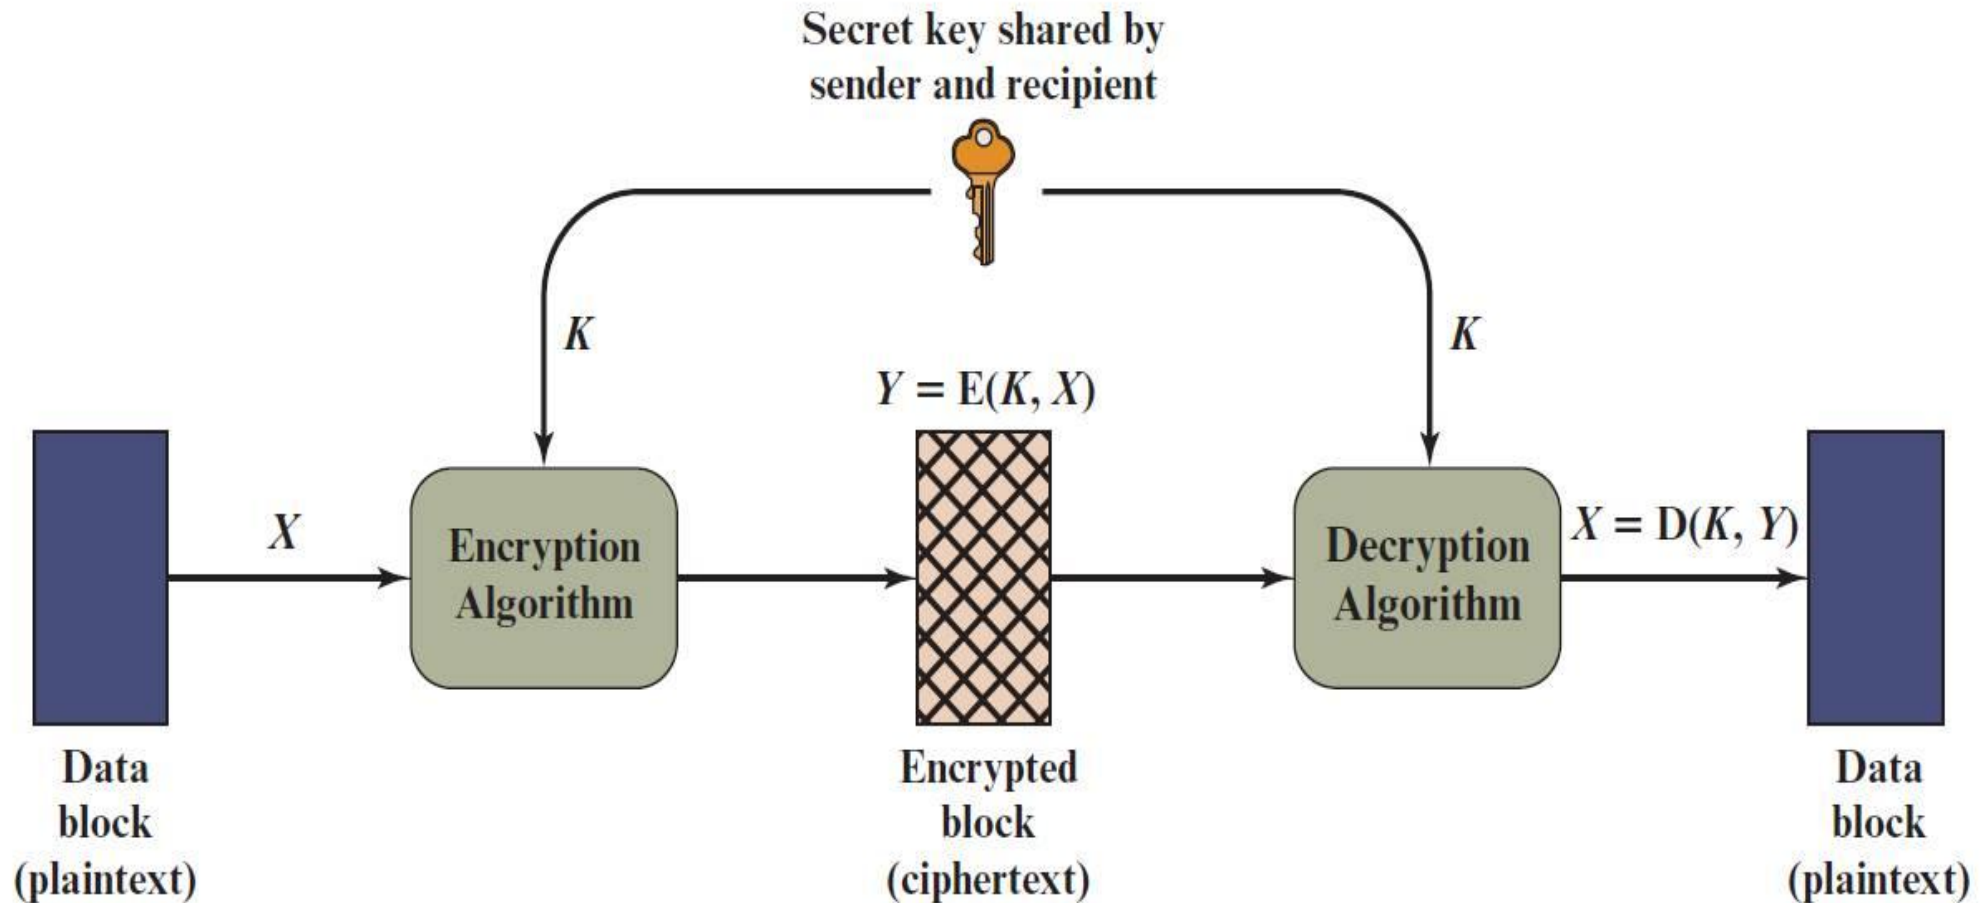 Secret key shared by
sender and recipient
K
K
Y = E(K, X)
X
Encryption
Algorithm
Decryption
Algorithm
X = D(K, Y)
Data
block
(plaintext)
Encrypted
block
(ciphertext)
Data
block
(plaintext)